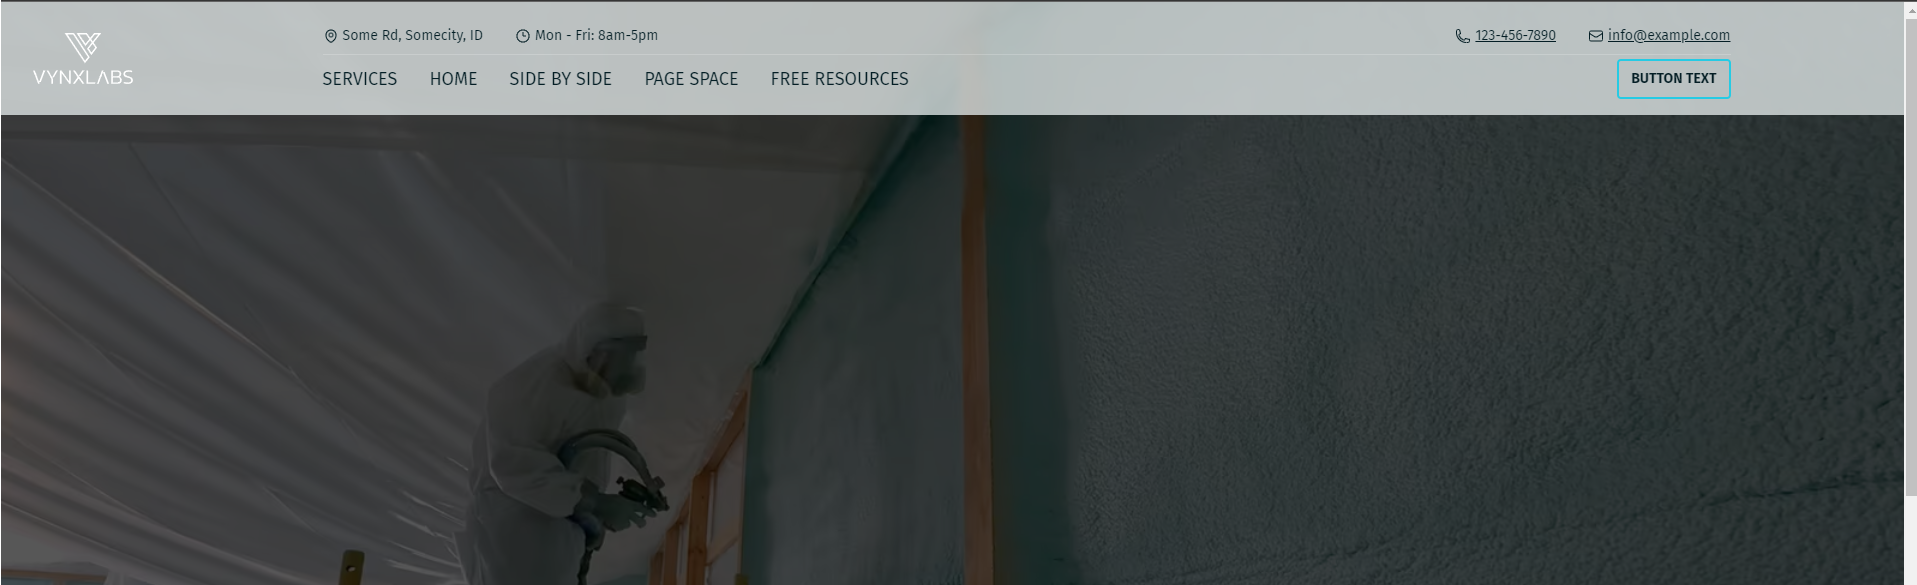 Some Rd, Somecity, ID Mon - Fri: 8am-5pm 123-456-7890 info@example.com
VYNXLABS
SERVICES HOME SIDE BY SIDE PAGE SPACE FREE RESOURCES BUTTON TEXT